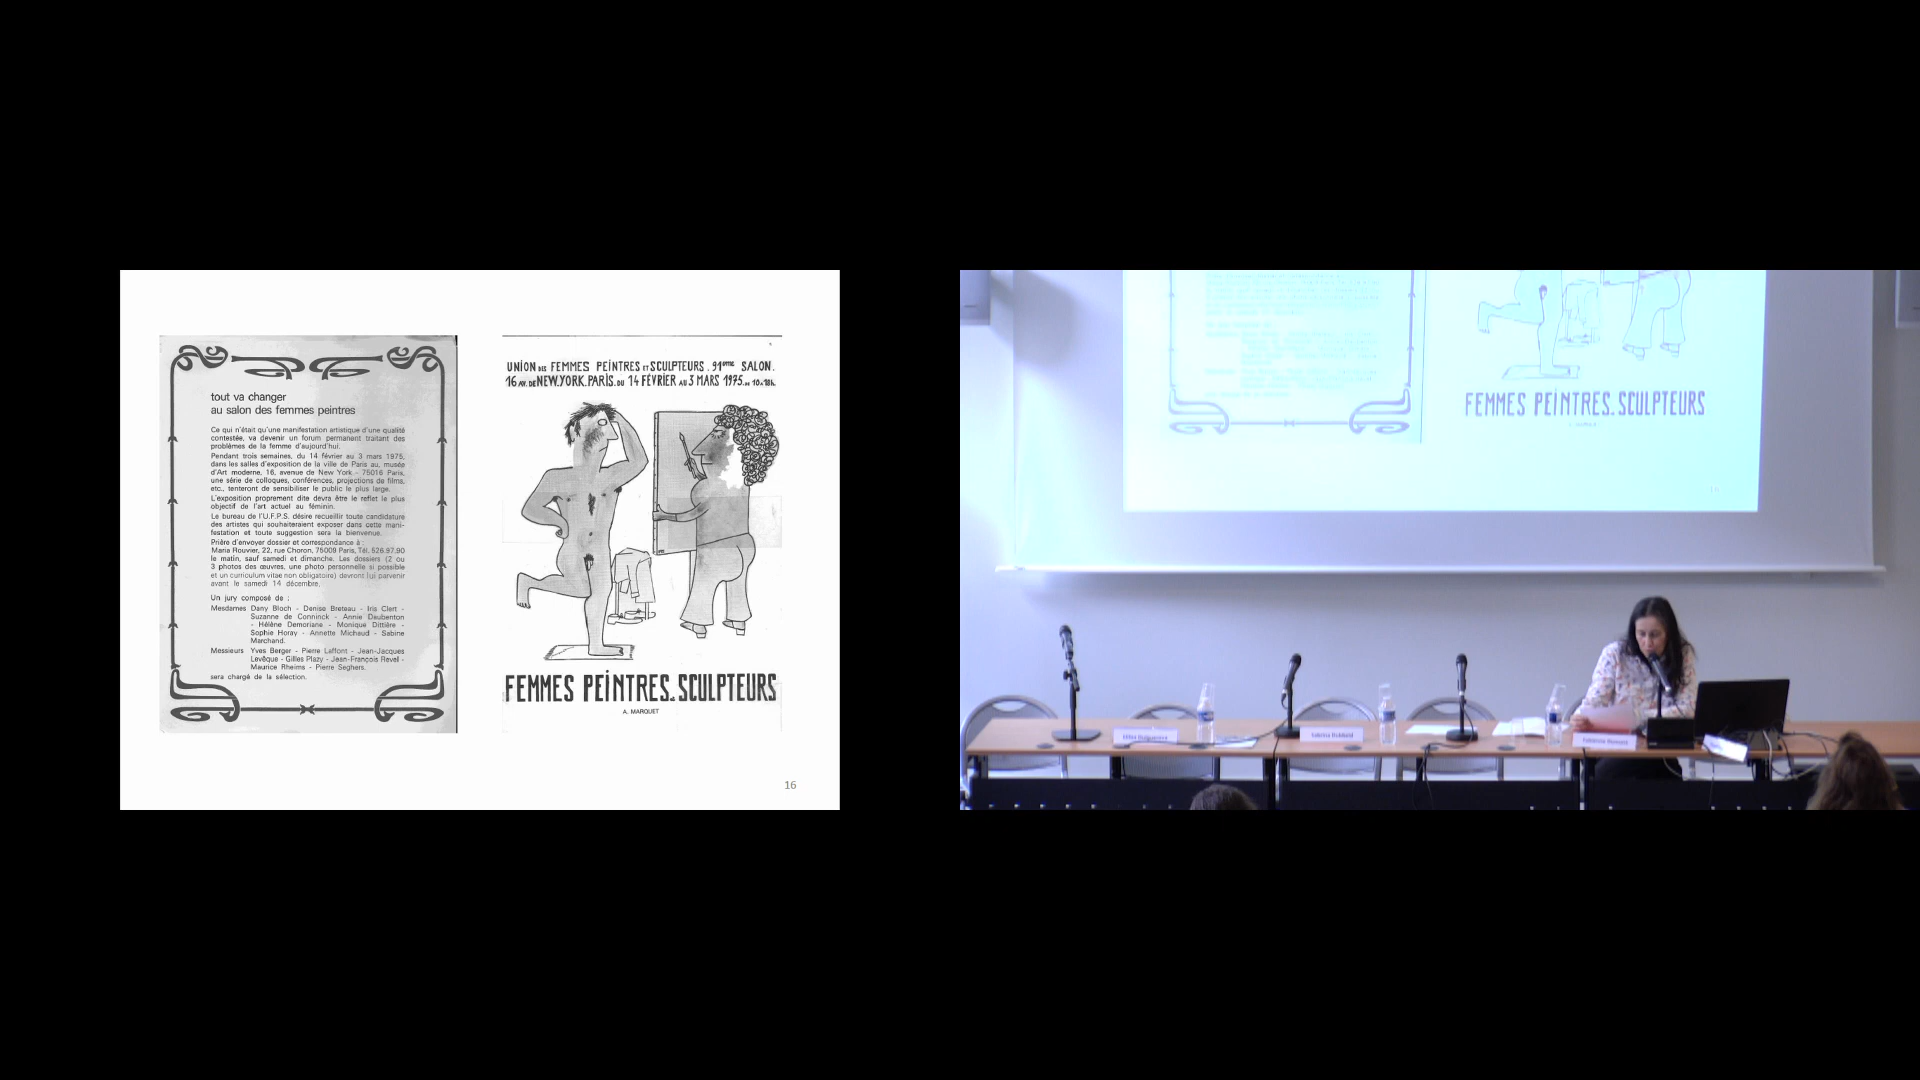 tout va changer
au salon des femmes peintres
Ce qui n'était qu'une manifestation artistique d'une qualité
contestée, va devenir un forum permanent traitant des
problèmes de la femme d'aujourd'hui.
Pendant trois semaines, du 14 février au 3 mars 1975,
dans les salles d'exposition de la ville de Paris au, musée
d'Art moderne, 16, avenue de New York - 75016 Paris,
une série de colloques, conférences, projections de films,
etc., tenteront de sensibiliser le public le plus large.
L'exposition proprement dite devra être le reflet le plus
objectif de l'art actuel au féminin.
Le bureau de l'U.F.P.S. désire recueillir toute candidature
des artistes qui souhaiteraient exposer dans cette mani-
festation et toute suggestion sera la bienvenue.
Prière d'envoyer dossier et correspondance à :
Maria Rouvier, 22, rue Choron, 75009 Paris, Tél. 526.97.90
le matin, sauf samedi et dimanche. Les dossiers (2 ou
3 photos des œuvres, une photo personnelle si possible
et un curriculum vitae non obligatoire) devront lui parvenir
avant le samedi 14 décembre.
Un jury composé de :
Mesdames Dany Bloch - Denise Breteau - Iris Clert -
Suzanne de Conninck - Annie Daubenton
- Hélène Demoriane - Monique Dittière -
Sophie Horay - Annette Michaud - Sabine
Marchand.
Messieurs Yves Berger - Pierre Laffont - Jean-Jacques
Levêque - Gilles Plazy - Jean-François Revel -
Maurice Rheims - Pierre Seghers.
sera chargé de la sélection.
UNION DES FEMMES PEINTRES ET SCULPTEURS. 91ème SALON.
16 AV. DE NEW.YORK. PARIS. DU 14 FÉVRIER AU 3 MARS 1975. DE 10 A 18h.
FEMMES PEINTRES. SCULPTEURS
A. MARQUET
16
FEMMES PEINTRES. SCULPTEURS